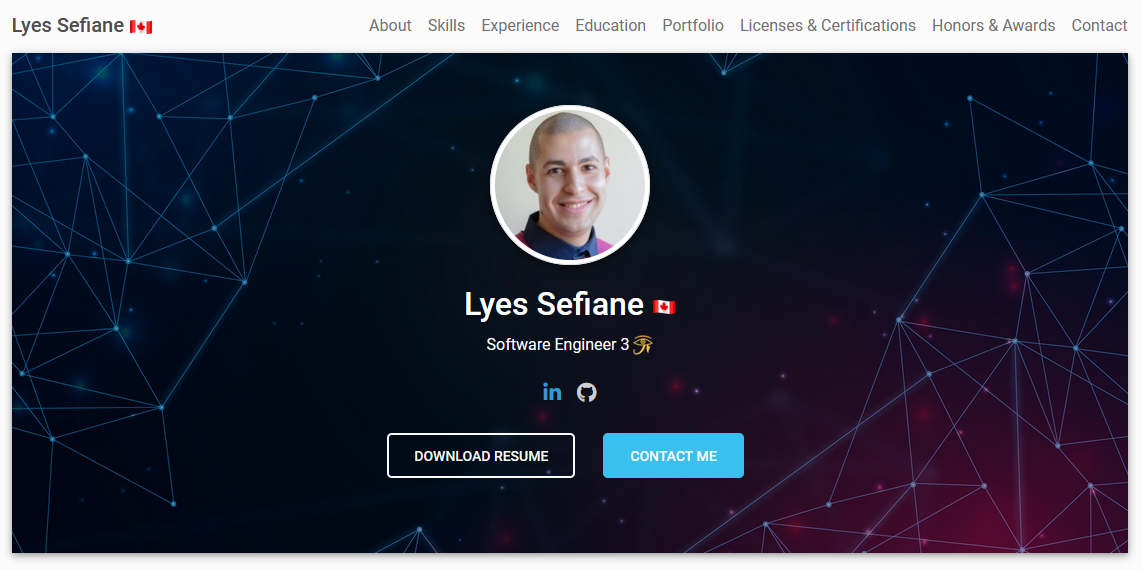 Lyes Sefiane 🇨🇦
About Skills Experience Education Portfolio Licenses & Certifications Honors & Awards Contact
Lyes Sefiane 🇨🇦
Software Engineer 3
in
DOWNLOAD RESUME
CONTACT ME